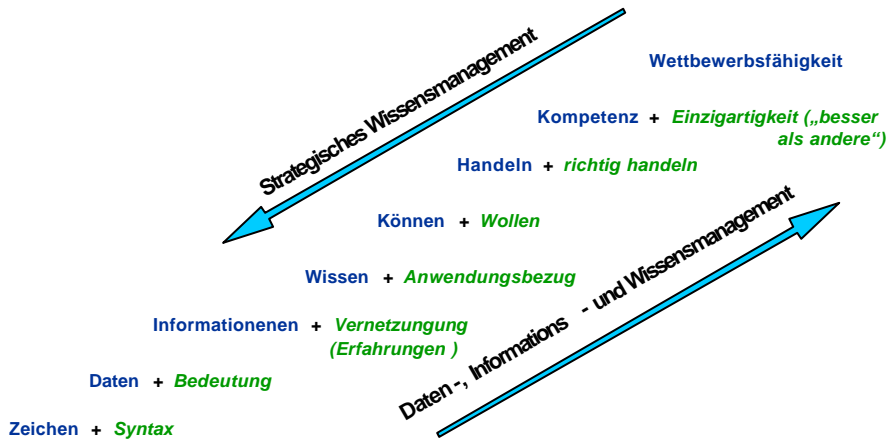 Strategisches Wissensmanagement
Wettbewerbsfähigkeit
Kompetenz + Einzigartigkeit („besser
als andere“)
Handeln + richtig handeln
Können + Wollen
Wissen + Anwendungsbezug
Informationenen + Vernetzungung
(Erfahrungen )
Daten + Bedeutung
Zeichen + Syntax
Daten -, Informations - und Wissensmanagement